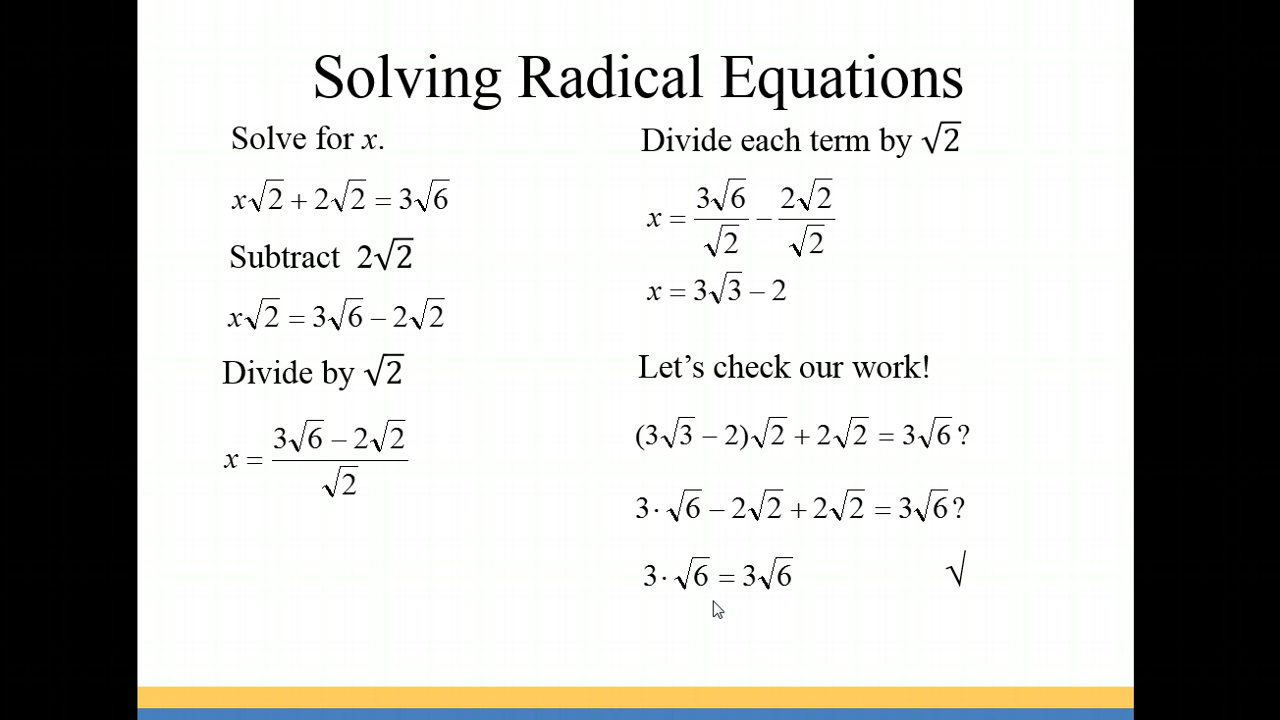 Solving Radical Equations
Solve for x.
x√2 + 2√2 = 3√6
Subtract 2√2
x√2 = 3√6 − 2√2
Divide by √2
x = (3√6 − 2√2)/√2
Divide each term by √2
x = 3√6/√2 − 2√2/√2
x = 3√3 − 2
Let’s check our work!
(3√3 − 2)√2 + 2√2 = 3√6 ?
3· √6 − 2√2 + 2√2 = 3√6 ?
3· √6 = 3√6 √